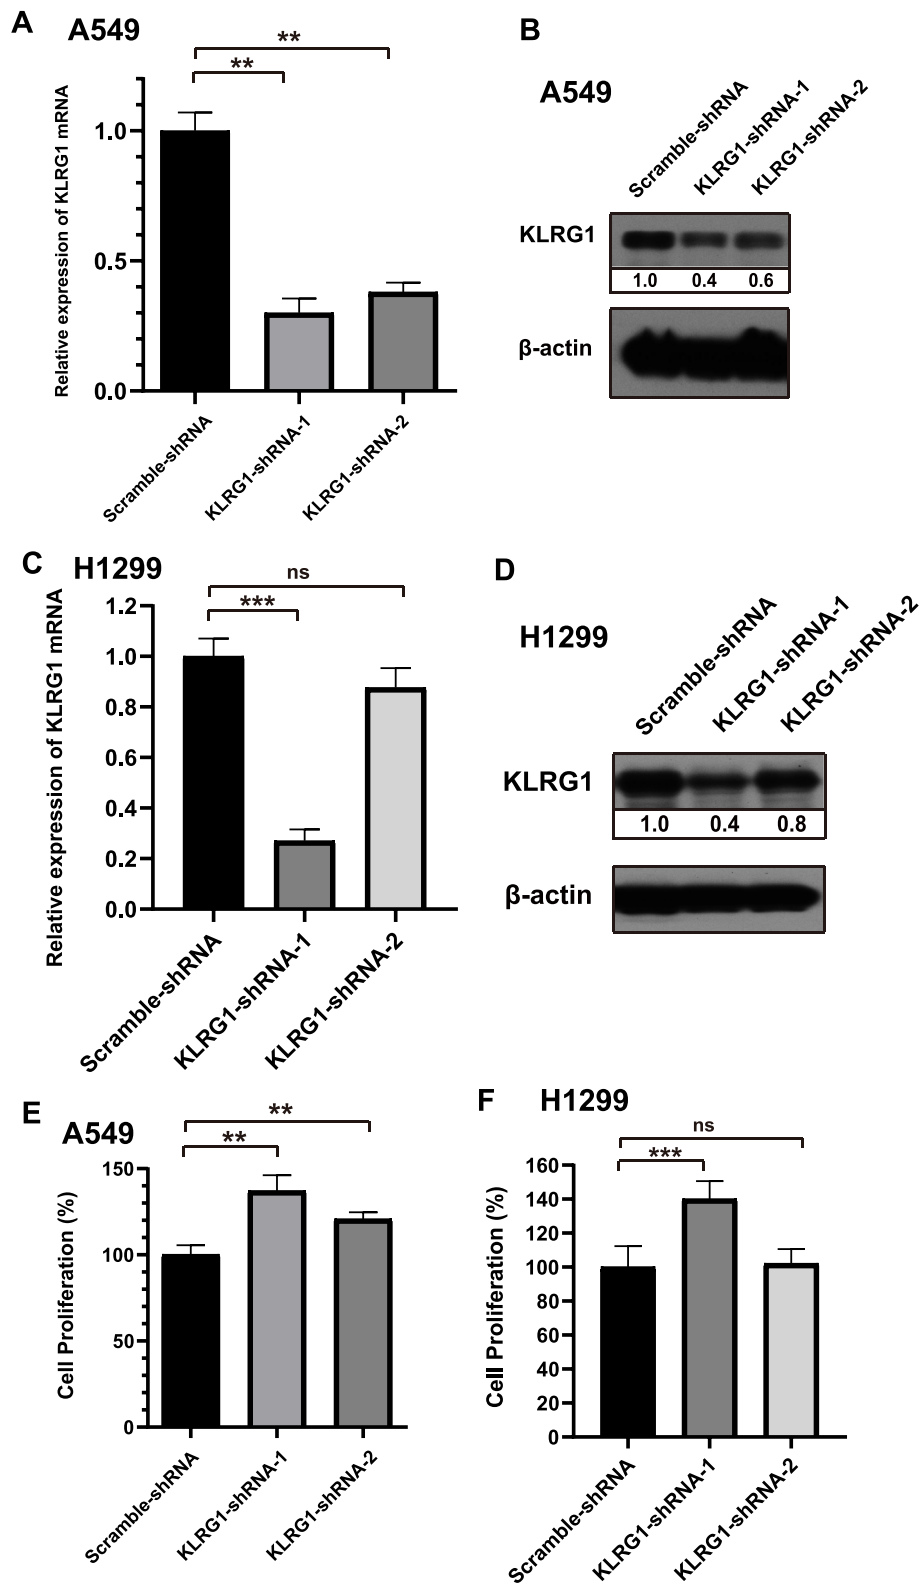 A
A549
**
**
Relative expression of KLRG1 mRNA
1.0
0.5
0.0
Scramble-shRNA
KLRG1-shRNA-1
KLRG1-shRNA-2
B
A549
Scramble-shRNA
KLRG1-shRNA-1
KLRG1-shRNA-2
KLRG1
1.0 0.4 0.6
β-actin
C
H1299
ns
***
Relative expression of KLRG1 mRNA
1.2
1.0
0.8
0.6
0.4
0.2
0.0
Scramble-shRNA
KLRG1-shRNA-1
KLRG1-shRNA-2
D
H1299
Scramble-shRNA
KLRG1-shRNA-1
KLRG1-shRNA-2
KLRG1
1.0 0.4 0.8
β-actin
E
A549
**
**
Cell Proliferation (%)
150
100
50
0
Scramble-shRNA
KLRG1-shRNA-1
KLRG1-shRNA-2
F
H1299
ns
***
Cell Proliferation (%)
160
140
120
100
80
60
40
20
0
Scramble-shRNA
KLRG1-shRNA-1
KLRG1-shRNA-2